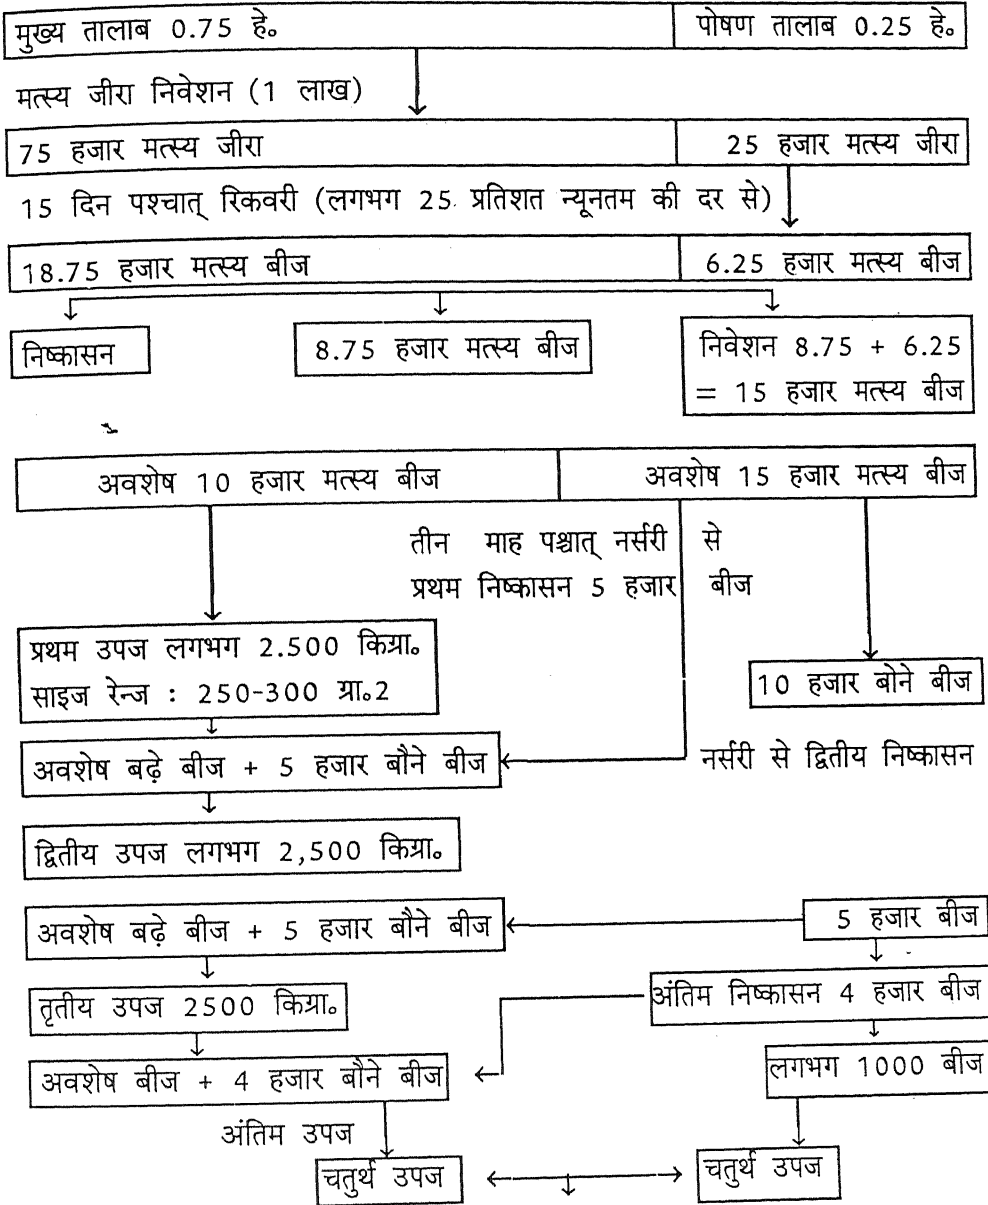 मुख्य तालाब 0.75 हे。 पोषण तालाब 0.25 हे。
मत्स्य जीरा निवेशन (1 लाख)
75 हजार मत्स्य जीरा 25 हजार मत्स्य जीरा
15 दिन पश्चात् रिकवरी (लगभग 25 प्रतिशत न्यूनतम की दर से)
18.75 हजार मत्स्य बीज 6.25 हजार मत्स्य बीज
निष्कासन 8.75 हजार मत्स्य बीज निवेशन 8.75 + 6.25
= 15 हजार मत्स्य बीज
अवशेष 10 हजार मत्स्य बीज अवशेष 15 हजार मत्स्य बीज
तीन माह पश्चात् नर्सरी से
प्रथम निष्कासन 5 हजार बीज
प्रथम उपज लगभग 2.500 किग्रा。
साइज रेन्ज : 250-300 ग्रा。2
10 हजार बोने बीज
अवशेष बढ़े बीज + 5 हजार बौने बीज नर्सरी से द्वितीय निष्कासन
द्वितीय उपज लगभग 2,500 किग्रा。
अवशेष बढ़े बीज + 5 हजार बौने बीज 5 हजार बीज
तृतीय उपज 2500 किग्रा。 अंतिम निष्कासन 4 हजार बीज
अवशेष बीज + 4 हजार बौने बीज लगभग 1000 बीज
अंतिम उपज
चतुर्थ उपज चतुर्थ उपज